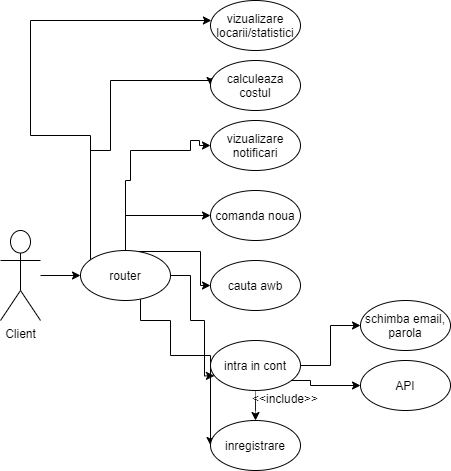 vizualizare
locarii/statistici
calculeaza
costul
vizualizare
notificari
comanda noua
router
cauta awb
Client
schimba email,
parola
intra in cont
API
<<include>>
inregistrare